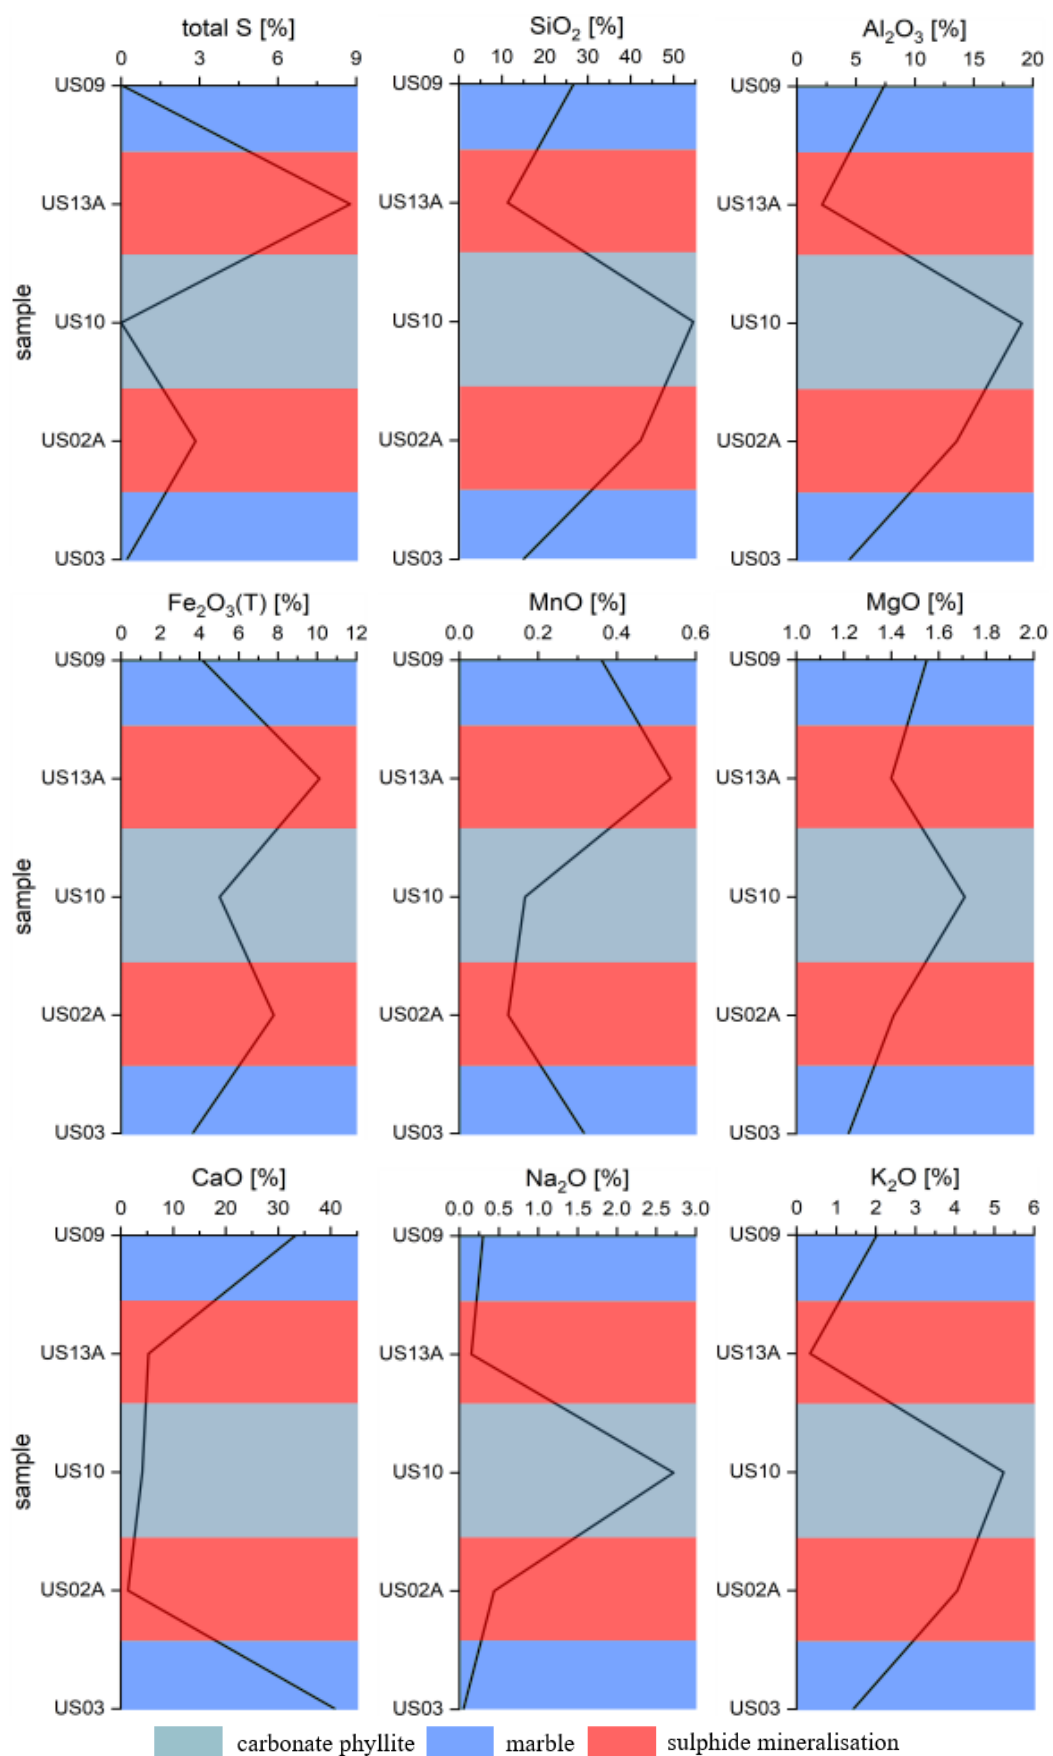 total S [%]
0 3 6 9
US09
US13A
US10
US02A
US03
sample
SiO₂ [%]
0 10 20 30 40 50
US09
US13A
US10
US02A
US03
Al₂O₃ [%]
0 5 10 15 20
US09
US13A
US10
US02A
US03
Fe₂O₃(T) [%]
0 2 4 6 8 10 12
US09
US13A
US10
US02A
US03
sample
MnO [%]
0.0 0.2 0.4 0.6
US09
US13A
US10
US02A
US03
MgO [%]
1.0 1.2 1.4 1.6 1.8 2.0
US09
US13A
US10
US02A
US03
CaO [%]
0 10 20 30 40
US09
US13A
US10
US02A
US03
sample
Na₂O [%]
0.0 0.5 1.0 1.5 2.0 2.5 3.0
US09
US13A
US10
US02A
US03
K₂O [%]
0 1 2 3 4 5 6
US09
US13A
US10
US02A
US03
carbonate phyllite marble sulphide mineralisation